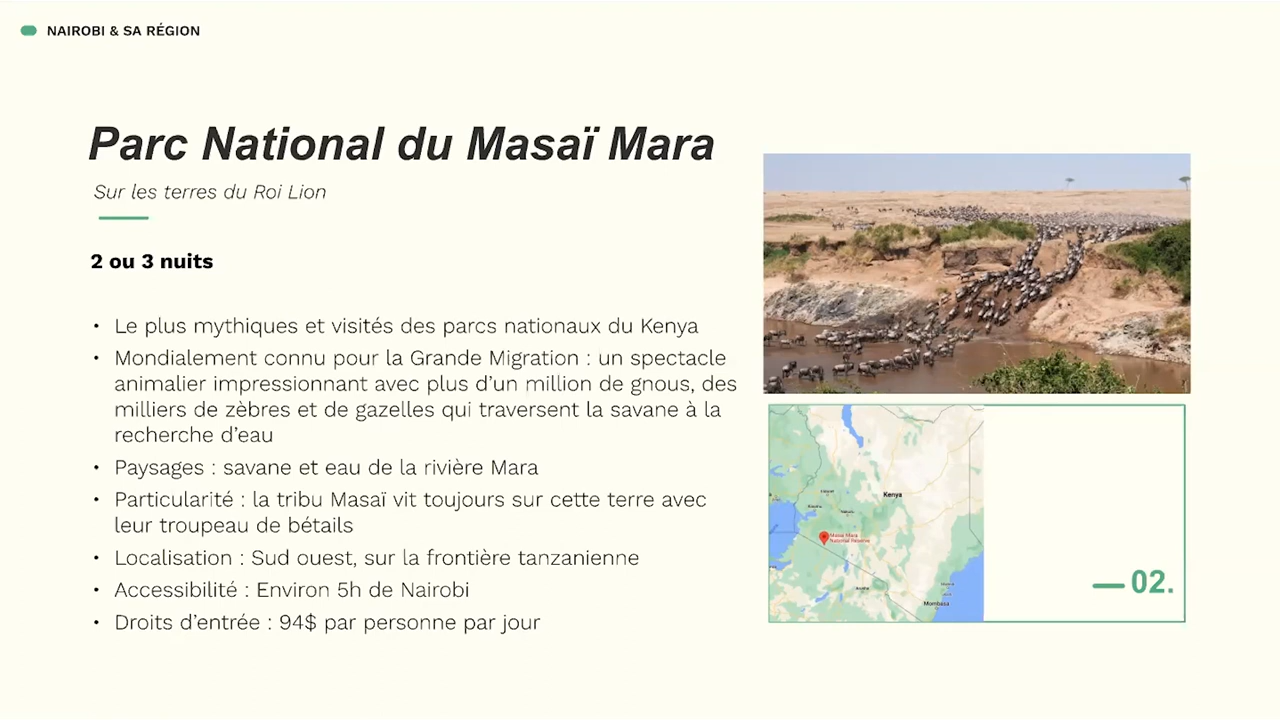 NAIROBI & SA RÉGION
Parc National du Masaï Mara
Sur les terres du Roi Lion
2 ou 3 nuits
• Le plus mythiques et visités des parcs nationaux du Kenya
• Mondialement connu pour la Grande Migration : un spectacle
animalier impressionnant avec plus d'un million de gnous, des
milliers de zèbres et de gazelles qui traversent la savane à la
recherche d'eau
• Paysages : savane et eau de la rivière Mara
• Particularité : la tribu Masaï vit toujours sur cette terre avec
leur troupeau de bétails
• Localisation : Sud ouest, sur la frontière tanzanienne
• Accessibilité : Environ 5h de Nairobi
• Droits d'entrée : 94$ par personne par jour
Kenya
Masai Mara
National Reserve
Mombasa
02.